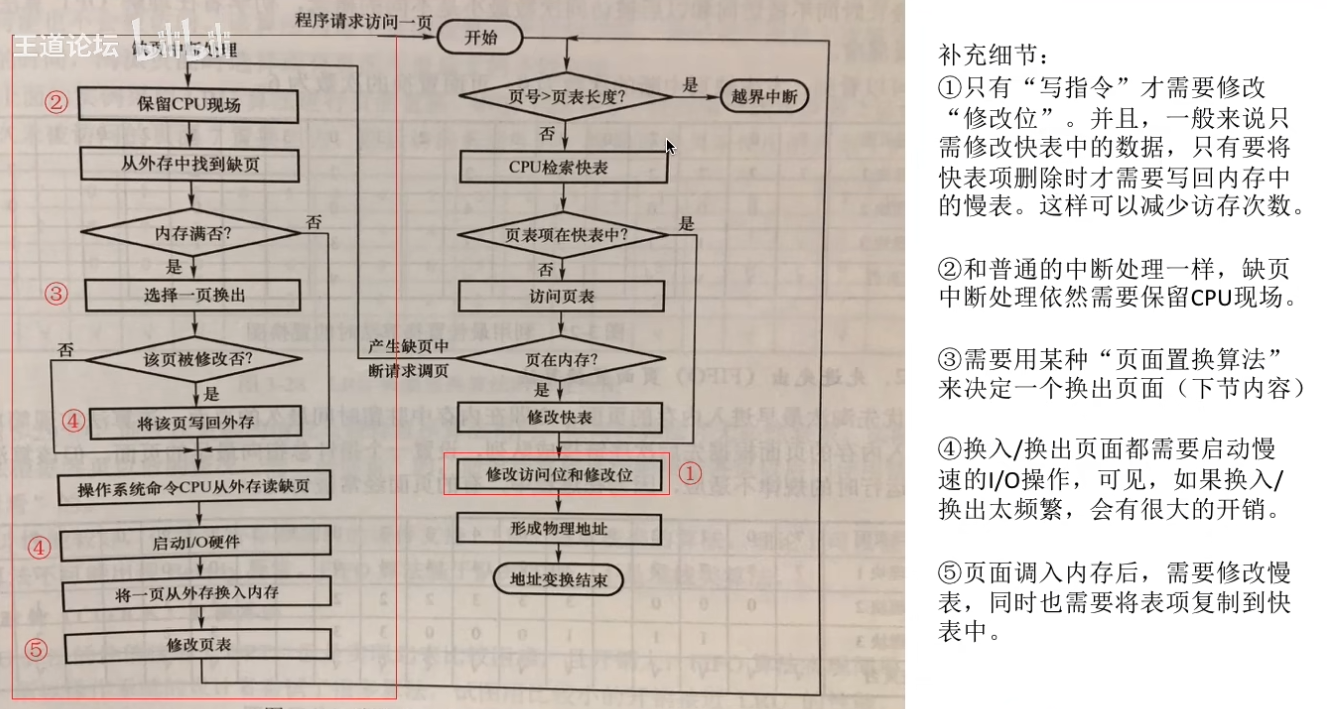 王道论坛
程序请求访问一页
开始
页号>页表长度?
是
越界中断
否
CPU检索快表
页表项在快表中?
是
否
访问页表
页在内存?
产生缺页中
断请求调页
是
修改快表
修改访问位和修改位
①
形成物理地址
地址变换结束
缺页中断处理
②
保留CPU现场
从外存中找到缺页
内存满否?
否
是
③
选择一页换出
该页被修改否?
否
是
④
将该页写回外存
操作系统命令CPU从外存读缺页
④
启动I/O硬件
将一页从外存换入内存
⑤
修改页表
补充细节：
①只有“写指令”才需要修改
“修改位”。并且，一般来说只
需修改快表中的数据，只有要将
快表项删除时才需要写回内存中
的慢表。这样可以减少访存次数。
②和普通的中断处理一样，缺页
中断处理依然需要保留CPU现场。
③需要用某种“页面置换算法”
来决定一个换出页面（下节内容）
④换入/换出页面都需要启动慢
速的I/O操作，可见，如果换入/
换出太频繁，会有很大的开销。
⑤页面调入内存后，需要修改慢
表，同时也需要将表项复制到快
表中。